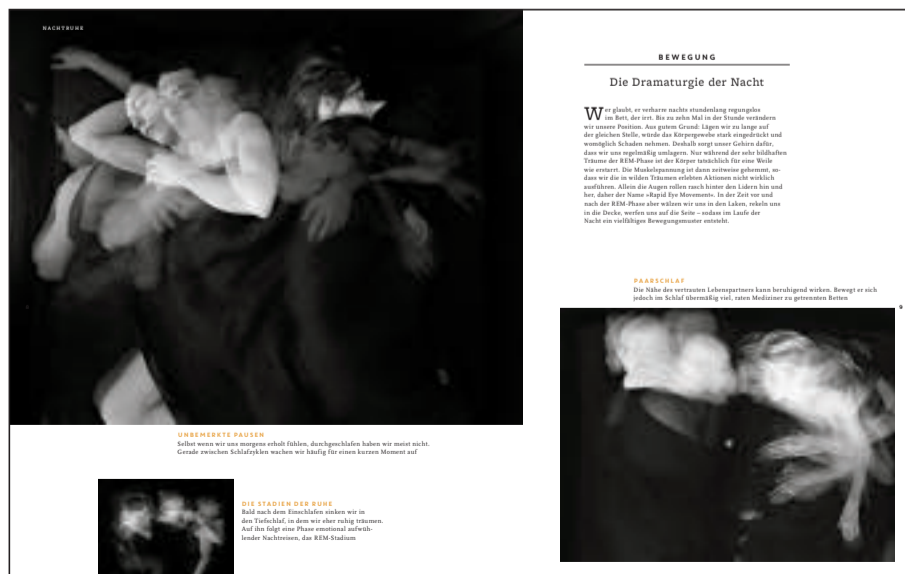 NACHTRUHE
BEWEGUNG
Die Dramaturgie der Nacht
Wer glaubt, er verharre nachts stundenlang regungslos
im Bett, der irrt. Bis zu zehn Mal in der Stunde verändern
wir unsere Position. Aus gutem Grund: Lägen wir zu lange auf
der gleichen Stelle, würde das Körpergewebe stark eingedrückt und
womöglich Schaden nehmen. Deshalb sorgt unser Gehirn dafür,
dass wir uns regelmäßig umlagern. Nur während der sehr bildhaften
Träume der REM-Phase ist der Körper tatsächlich für eine Weile
wie erstarrt. Die Muskelspannung ist dann zeitweise gehemmt, so-
dass wir die in wilden Träumen erlebten Aktionen nicht wirklich
ausführen. Allein die Augen rollen rasch hinter den Lidern hin und
her, daher der Name »Rapid Eye Movement«. In der Zeit vor und
nach der REM-Phase aber wälzen wir uns in den Laken, rekeln uns
in die Decke, werfen uns auf die Seite – sodass im Laufe der
Nacht ein vielfältiges Bewegungsmuster entsteht.
PAARSCHLAF
Die Nähe des vertrauten Lebenspartners kann beruhigend wirken. Bewegt er sich
jedoch im Schlaf übermäßig viel, raten Mediziner zu getrennten Betten
9
UNBEMERKTE PAUSEN
Selbst wenn wir uns morgens erholt fühlen, durchgeschlafen haben wir meist nicht.
Gerade zwischen Schlafzyklen wachen wir häufig für einen kurzen Moment auf
DIE STADIEN DER RUHE
Bald nach dem Einschlafen sinken wir in
den Tiefschlaf, in dem wir eher ruhig träumen.
Auf ihn folgt eine Phase emotional aufwüh-
lender Nachtreisen, das REM-Stadium